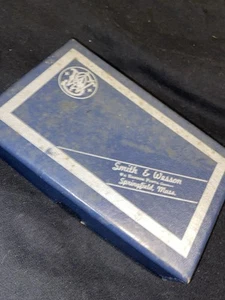 Smith & Wesson
Springfield, Mass.